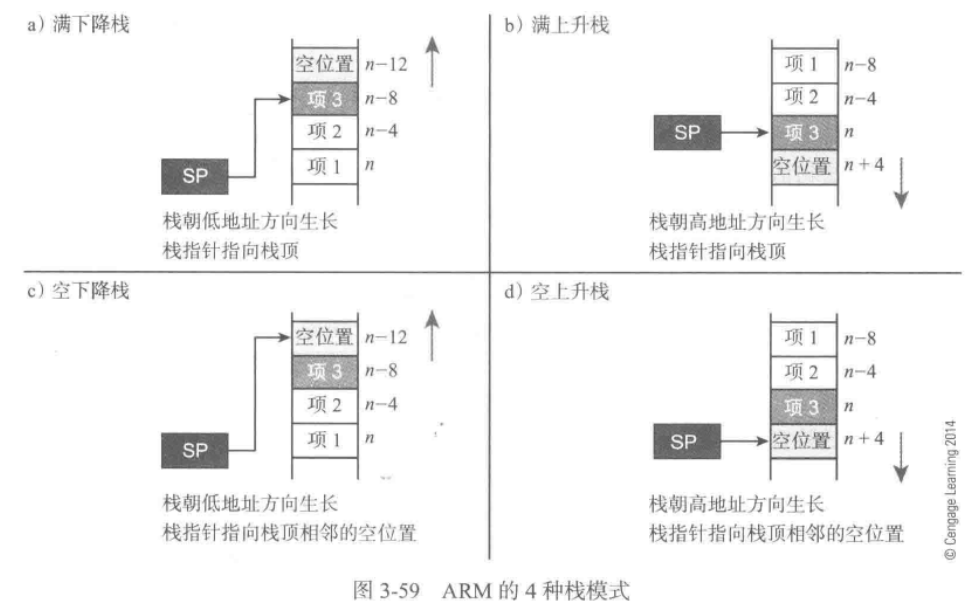 a）满下降栈
空位置 n−12
项 3 n−8
项 2 n−4
项 1 n
SP
栈朝低地址方向生长
栈指针指向栈顶
b）满上升栈
项 1 n−8
项 2 n−4
SP 项 3 n
空位置 n + 4
栈朝高地址方向生长
栈指针指向栈顶
c）空下降栈
空位置 n−12
项 3 n−8
项 2 n−4
项 1 n
SP
栈朝低地址方向生长
栈指针指向栈顶相邻的空位置
d）空上升栈
项 1 n−8
项 2 n−4
项 3 n
SP 空位置 n + 4
栈朝高地址方向生长
栈指针指向栈顶相邻的空位置
© Cengage Learning 2014
图 3-59 ARM 的 4 种栈模式